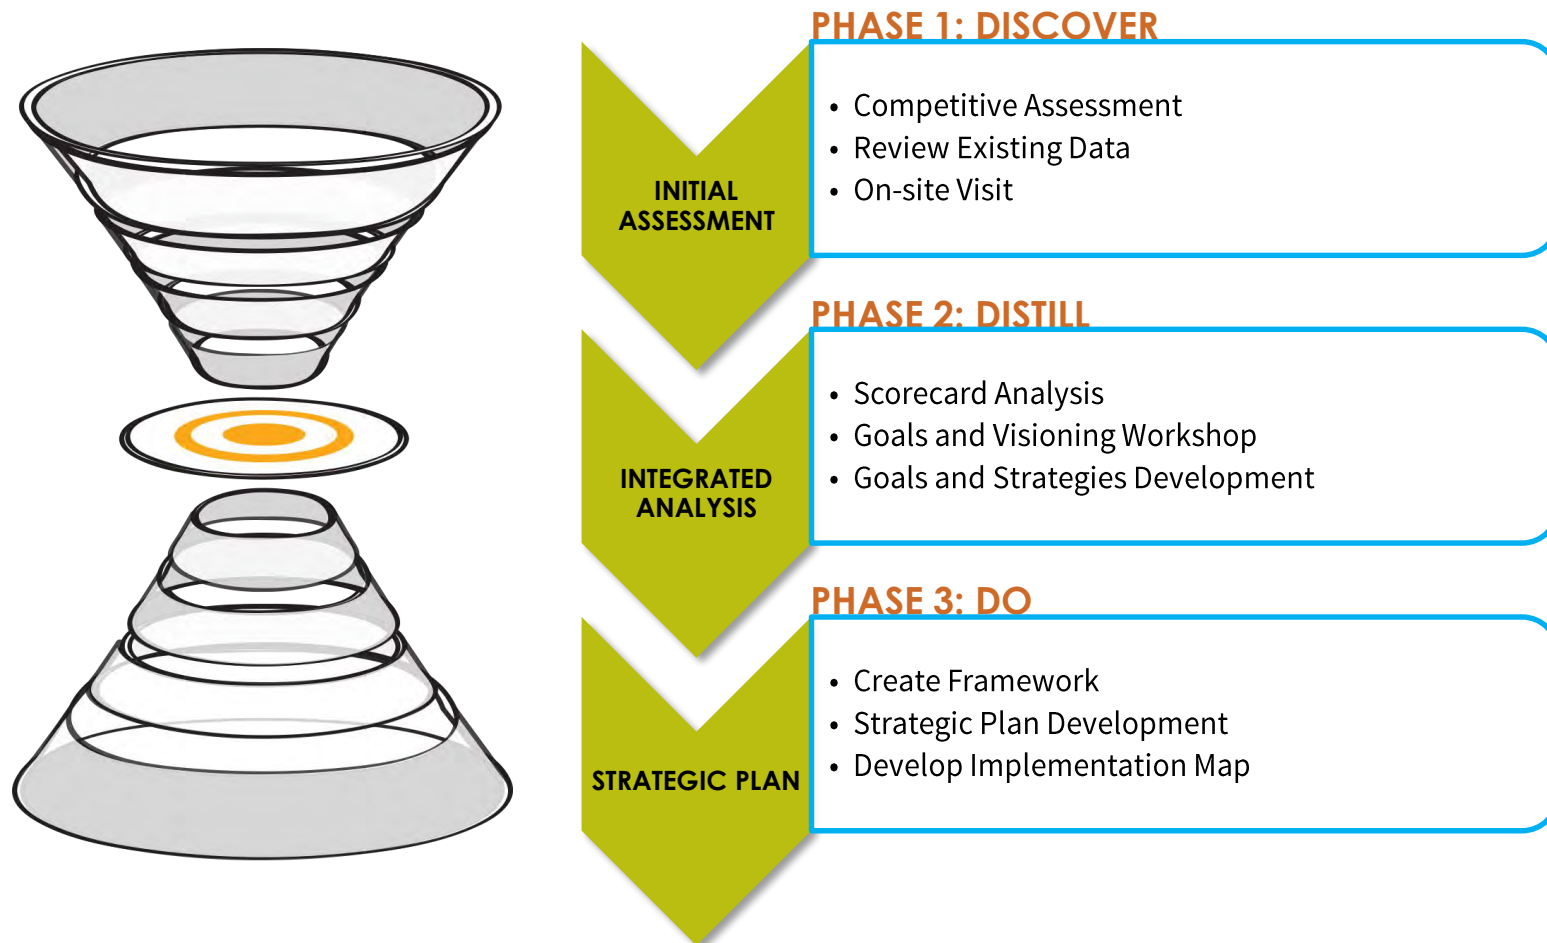 PHASE 1: DISCOVER
INITIAL
ASSESSMENT
• Competitive Assessment
• Review Existing Data
• On-site Visit
PHASE 2: DISTILL
INTEGRATED
ANALYSIS
• Scorecard Analysis
• Goals and Visioning Workshop
• Goals and Strategies Development
PHASE 3: DO
STRATEGIC PLAN
• Create Framework
• Strategic Plan Development
• Develop Implementation Map